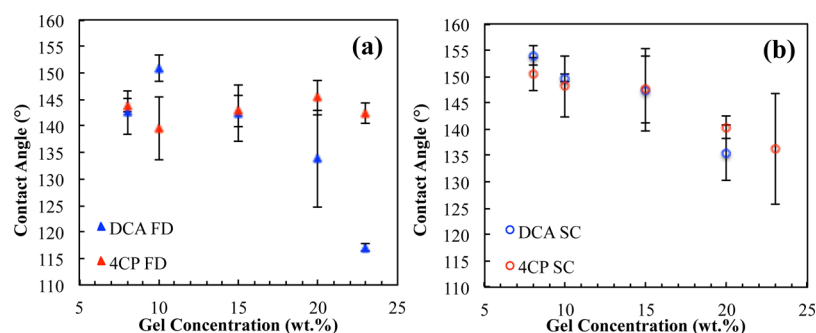 (a)
160
155
150
145
140
135
130
125
120
115
110
Contact Angle (°)
DCA FD
4CP FD
5 10 15 20 25
Gel Concentration (wt.%)
(b)
160
155
150
145
140
135
130
125
120
115
110
Contact Angle (°)
DCA SC
4CP SC
5 10 15 20 25
Gel Concentration (wt.%)